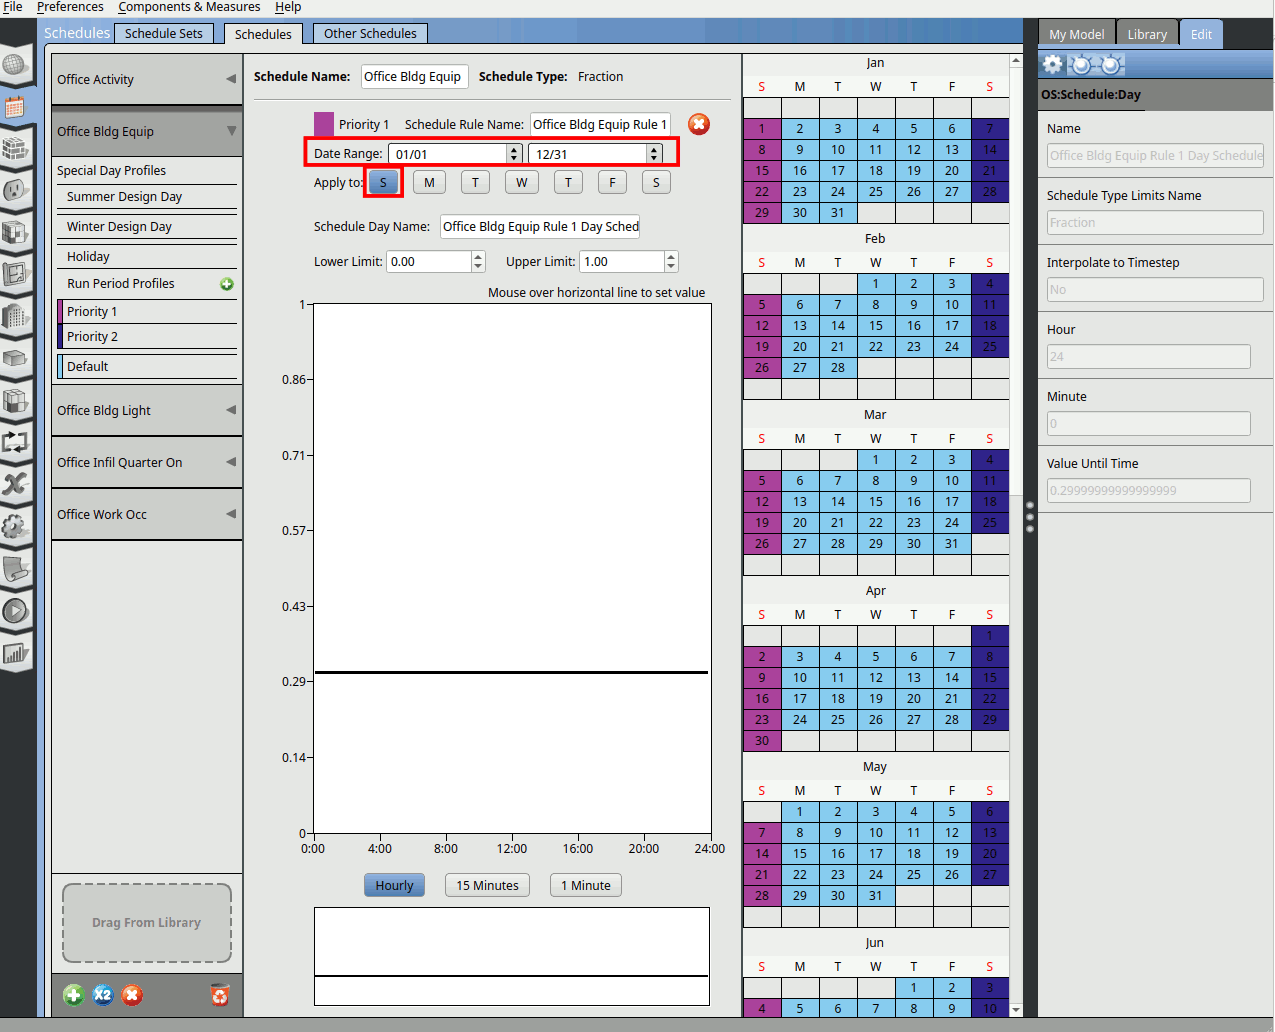 File Preferences Components & Measures Help
Schedules Schedule Sets Schedules Other Schedules
My Model Library Edit
Office Activity
Office Bldg Equip
Special Day Profiles
Summer Design Day
Winter Design Day
Holiday
Run Period Profiles
Priority 1
Priority 2
Default
Office Bldg Light
Office Infil Quarter On
Office Work Occ
Drag From Library
X2
Schedule Name: Office Bldg Equip Schedule Type: Fraction
Priority 1 Schedule Rule Name: Office Bldg Equip Rule 1
Date Range: 01/01 12/31
Apply to: S M T W T F S
Schedule Day Name: Office Bldg Equip Rule 1 Day Sched
Lower Limit: 0.00 Upper Limit: 1.00
Mouse over horizontal line to set value
1
0.86
0.71
0.57
0.43
0.29
0.14
0
0:00 4:00 8:00 12:00 16:00 20:00 24:00
Hourly 15 Minutes 1 Minute
Jan
S M T W T F S
1 2 3 4 5 6 7
8 9 10 11 12 13 14
15 16 17 18 19 20 21
22 23 24 25 26 27 28
29 30 31
Feb
S M T W T F S
1 2 3 4
5 6 7 8 9 10 11
12 13 14 15 16 17 18
19 20 21 22 23 24 25
26 27 28
Mar
S M T W T F S
1 2 3 4
5 6 7 8 9 10 11
12 13 14 15 16 17 18
19 20 21 22 23 24 25
26 27 28 29 30 31
Apr
S M T W T F S
1
2 3 4 5 6 7 8
9 10 11 12 13 14 15
16 17 18 19 20 21 22
23 24 25 26 27 28 29
30
May
S M T W T F S
1 2 3 4 5 6
7 8 9 10 11 12 13
14 15 16 17 18 19 20
21 22 23 24 25 26 27
28 29 30 31
Jun
S M T W T F S
1 2 3
4 5 6 7 8 9 10
OS:Schedule:Day
Name
Office Bldg Equip Rule 1 Day Schedule
Schedule Type Limits Name
Fraction
Interpolate to Timestep
No
Hour
24
Minute
0
Value Until Time
0.29999999999999999